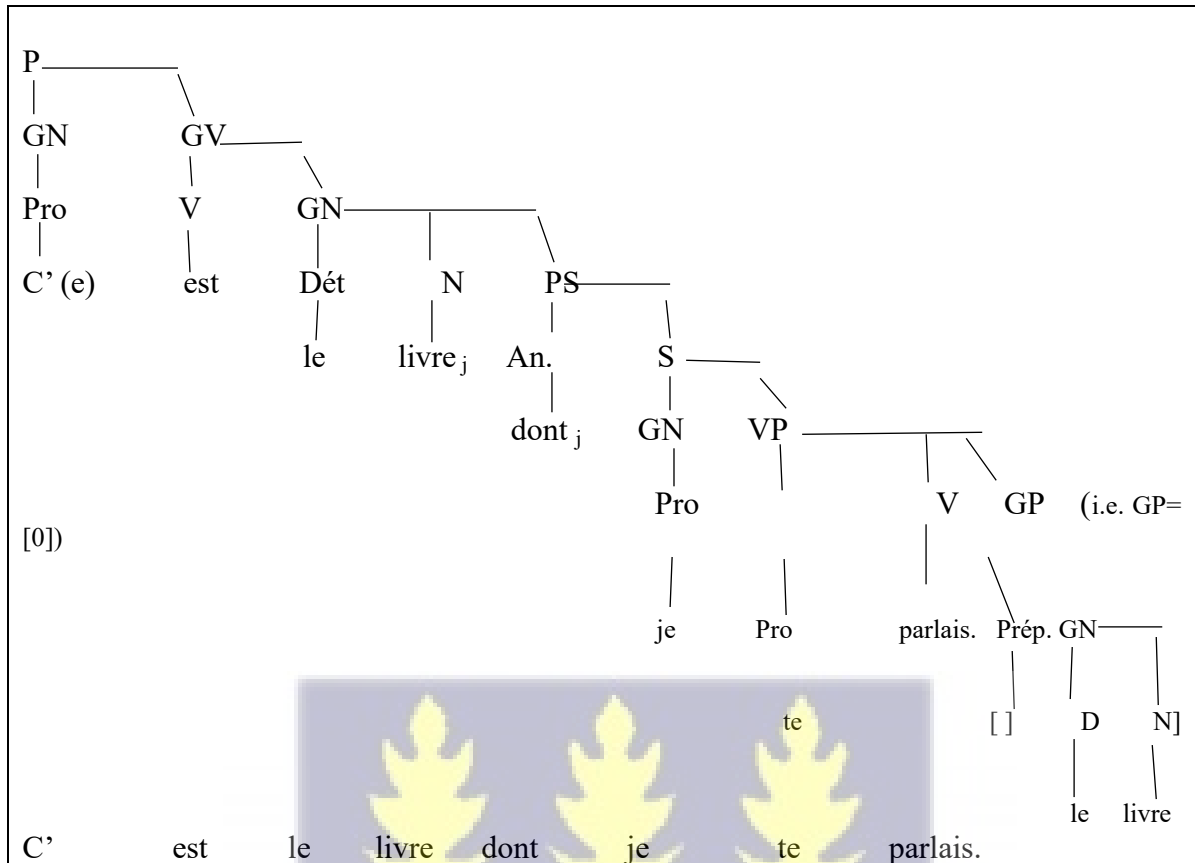 P
GN GV
Pro V GN
C’ (e) est Dét N PS
le livre j An. S
dont j GN VP
Pro V GP (i.e. GP=
[0])
je Pro parlais. Prép. GN
te [ ] D N]
le livre
C’ est le livre dont je te parlais.